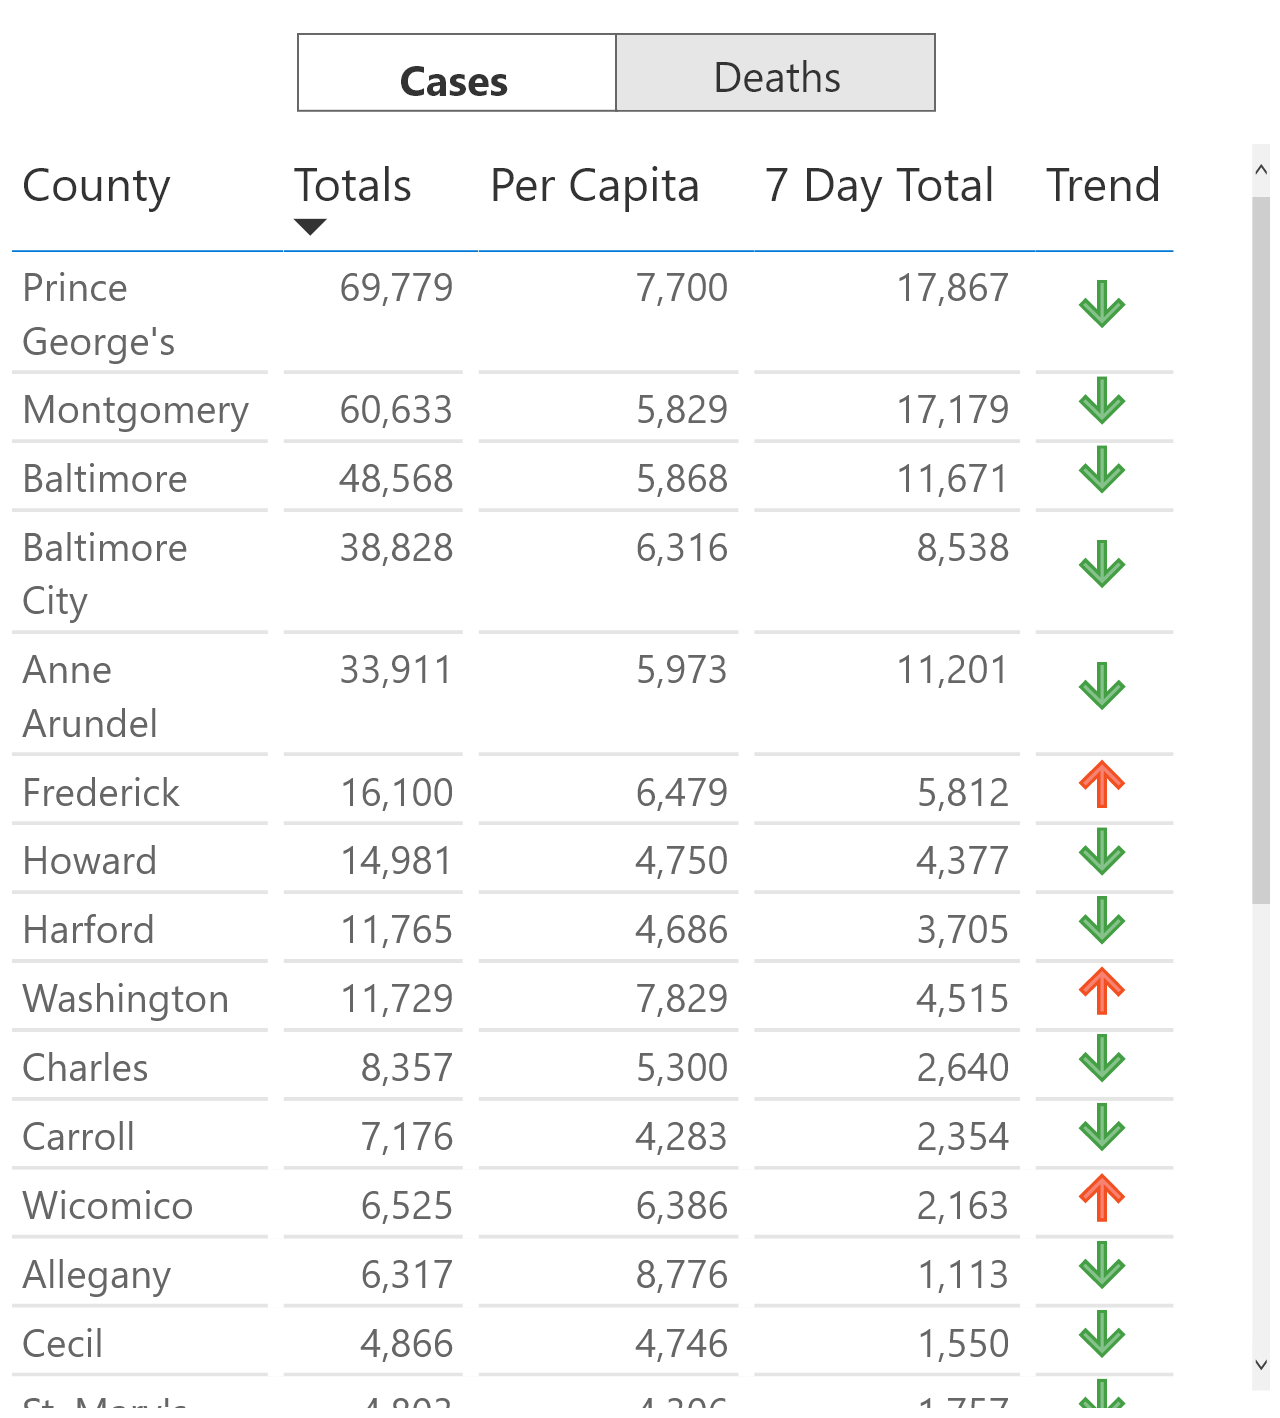 Cases Deaths
County Totals Per Capita 7 Day Total Trend
Prince 69,779 7,700 17,867
George's
Montgomery 60,633 5,829 17,179
Baltimore 48,568 5,868 11,671
Baltimore 38,828 6,316 8,538
City
Anne 33,911 5,973 11,201
Arundel
Frederick 16,100 6,479 5,812
Howard 14,981 4,750 4,377
Harford 11,765 4,686 3,705
Washington 11,729 7,829 4,515
Charles 8,357 5,300 2,640
Carroll 7,176 4,283 2,354
Wicomico 6,525 6,386 2,163
Allegany 6,317 8,776 1,113
Cecil 4,866 4,746 1,550
St. Mary's